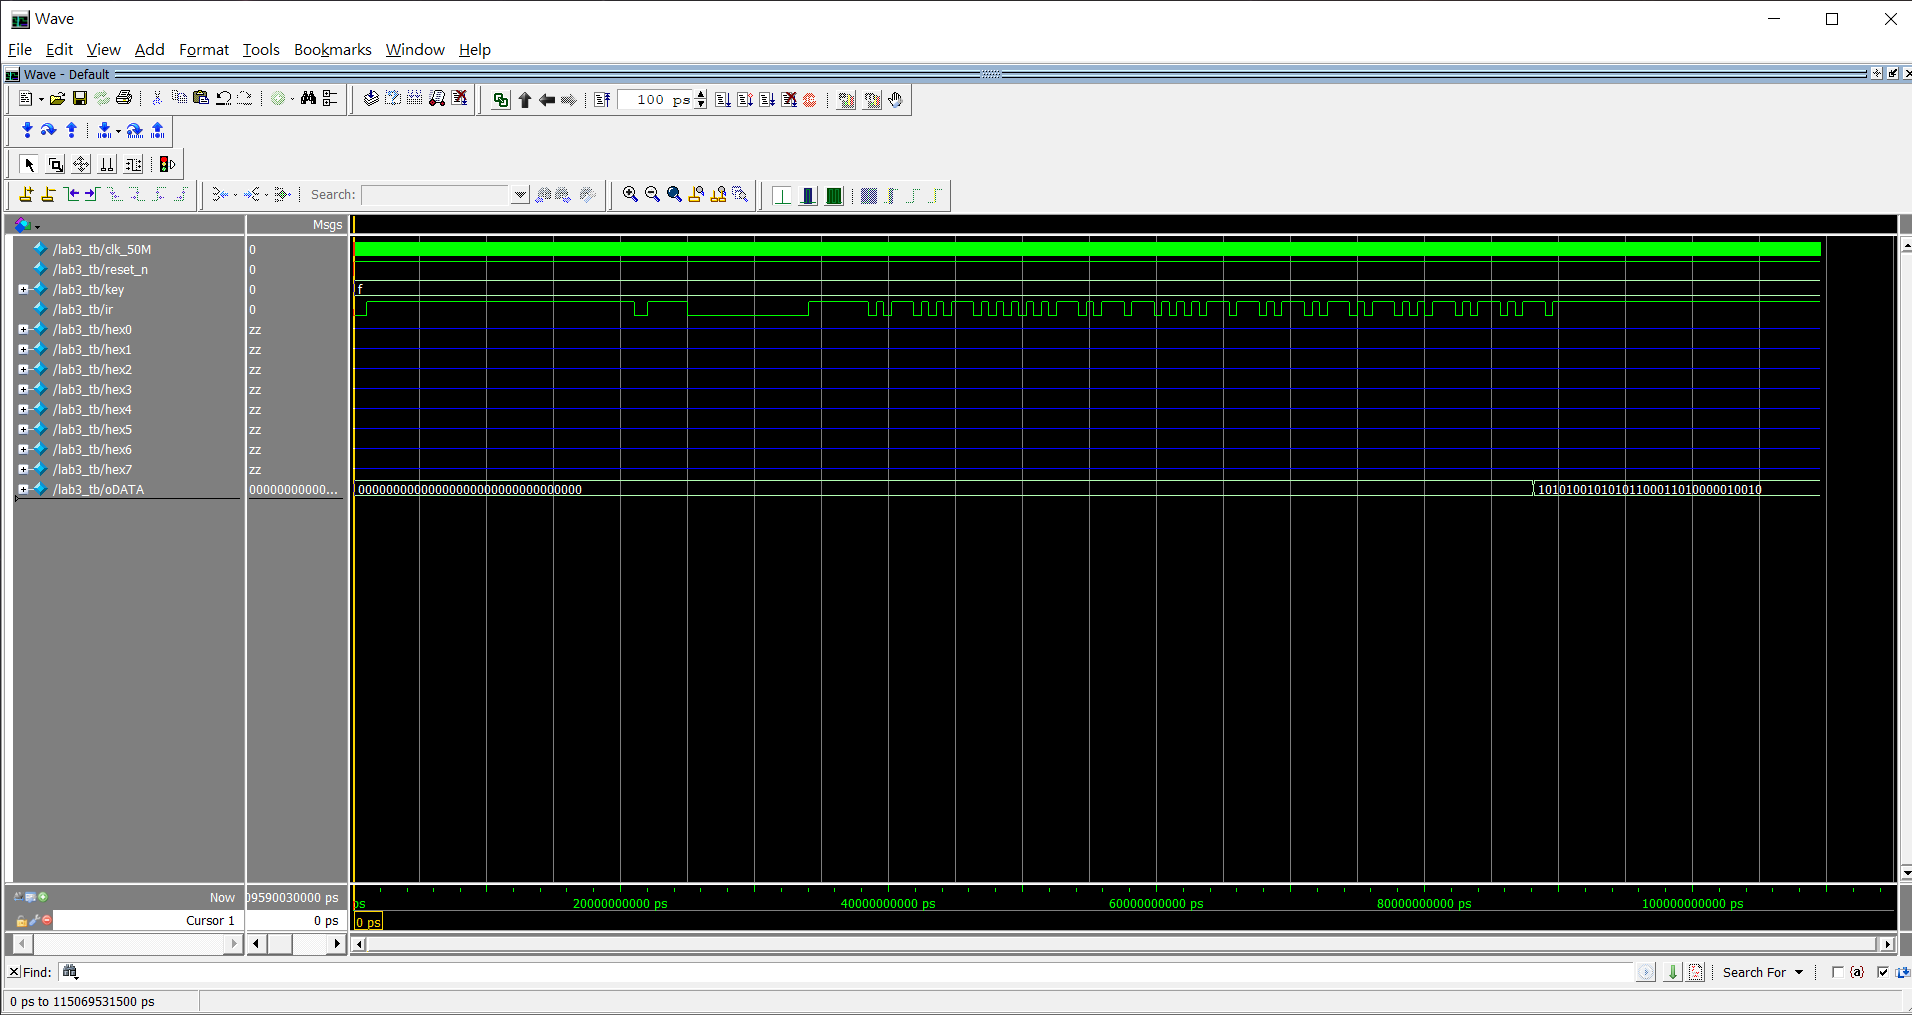 Wave
File Edit View Add Format Tools Bookmarks Window Help
Wave - Default
100 ps
Search:
Msgs
/lab3_tb/clk_50M 0
/lab3_tb/reset_n 0
/lab3_tb/key 0 f
/lab3_tb/ir 0
/lab3_tb/hex0 zz
/lab3_tb/hex1 zz
/lab3_tb/hex2 zz
/lab3_tb/hex3 zz
/lab3_tb/hex4 zz
/lab3_tb/hex5 zz
/lab3_tb/hex6 zz
/lab3_tb/hex7 zz
/lab3_tb/oDATA 00000000000... 00000000000000000000000000000000 10101001010101100011010000010010
Now 09590030000 ps ps 20000000000 ps 40000000000 ps 60000000000 ps 80000000000 ps 100000000000 ps
Cursor 1 0 ps 0 ps
Find: Search For {a}
0 ps to 115069531500 ps